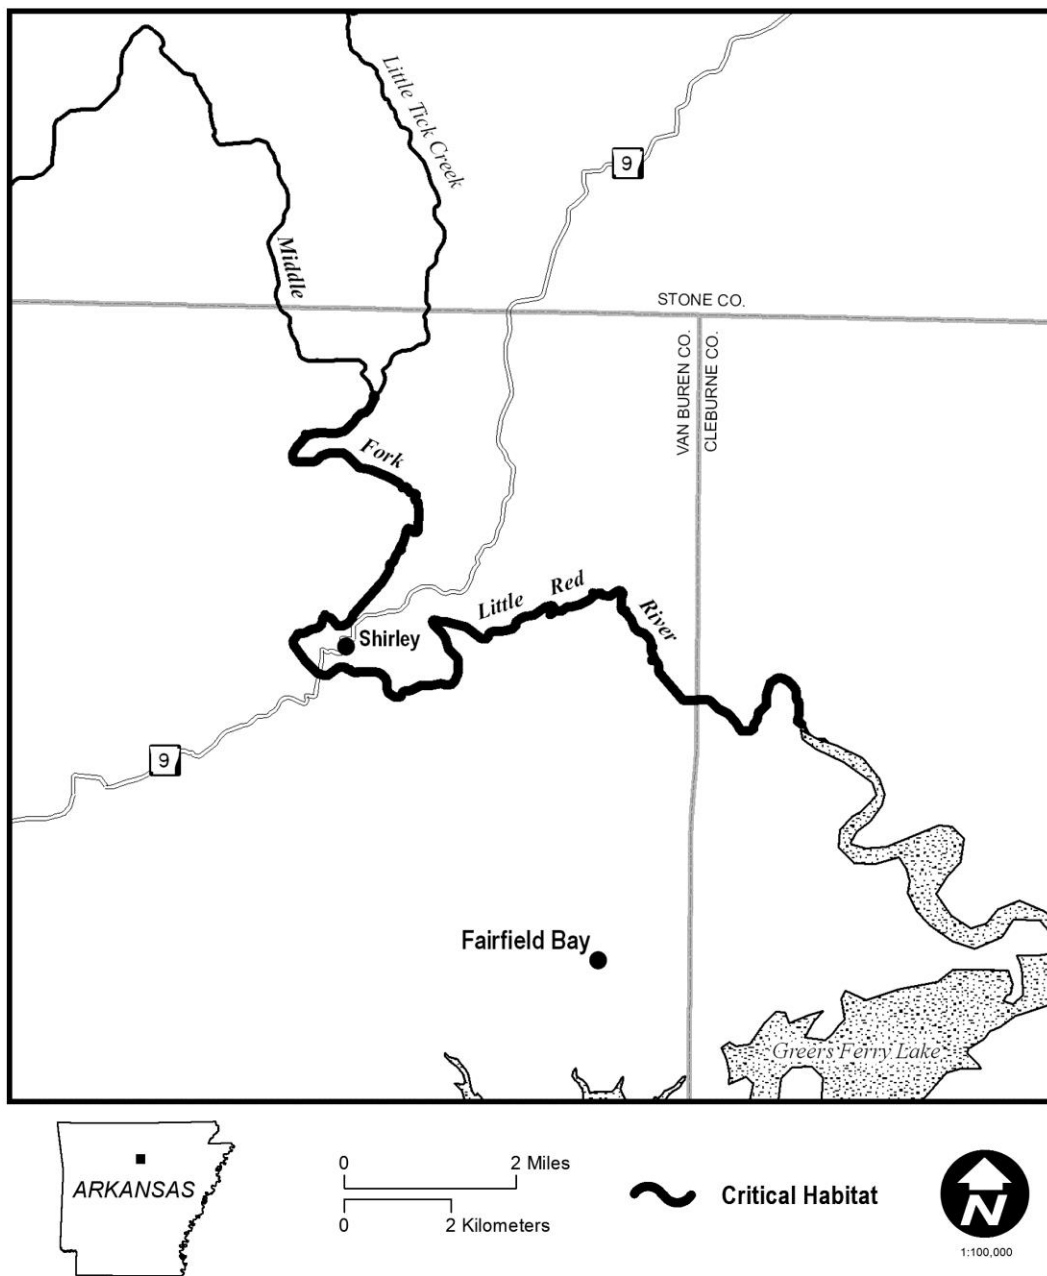 Little Tick Creek
9
Middle
STONE CO.
VAN BUREN CO.
CLEBURNE CO.
Fork
Little Red River
Shirley
9
Fairfield Bay
Greers Ferry Lake
ARKANSAS
0 2 Miles
0 2 Kilometers
Critical Habitat
N
1:100,000